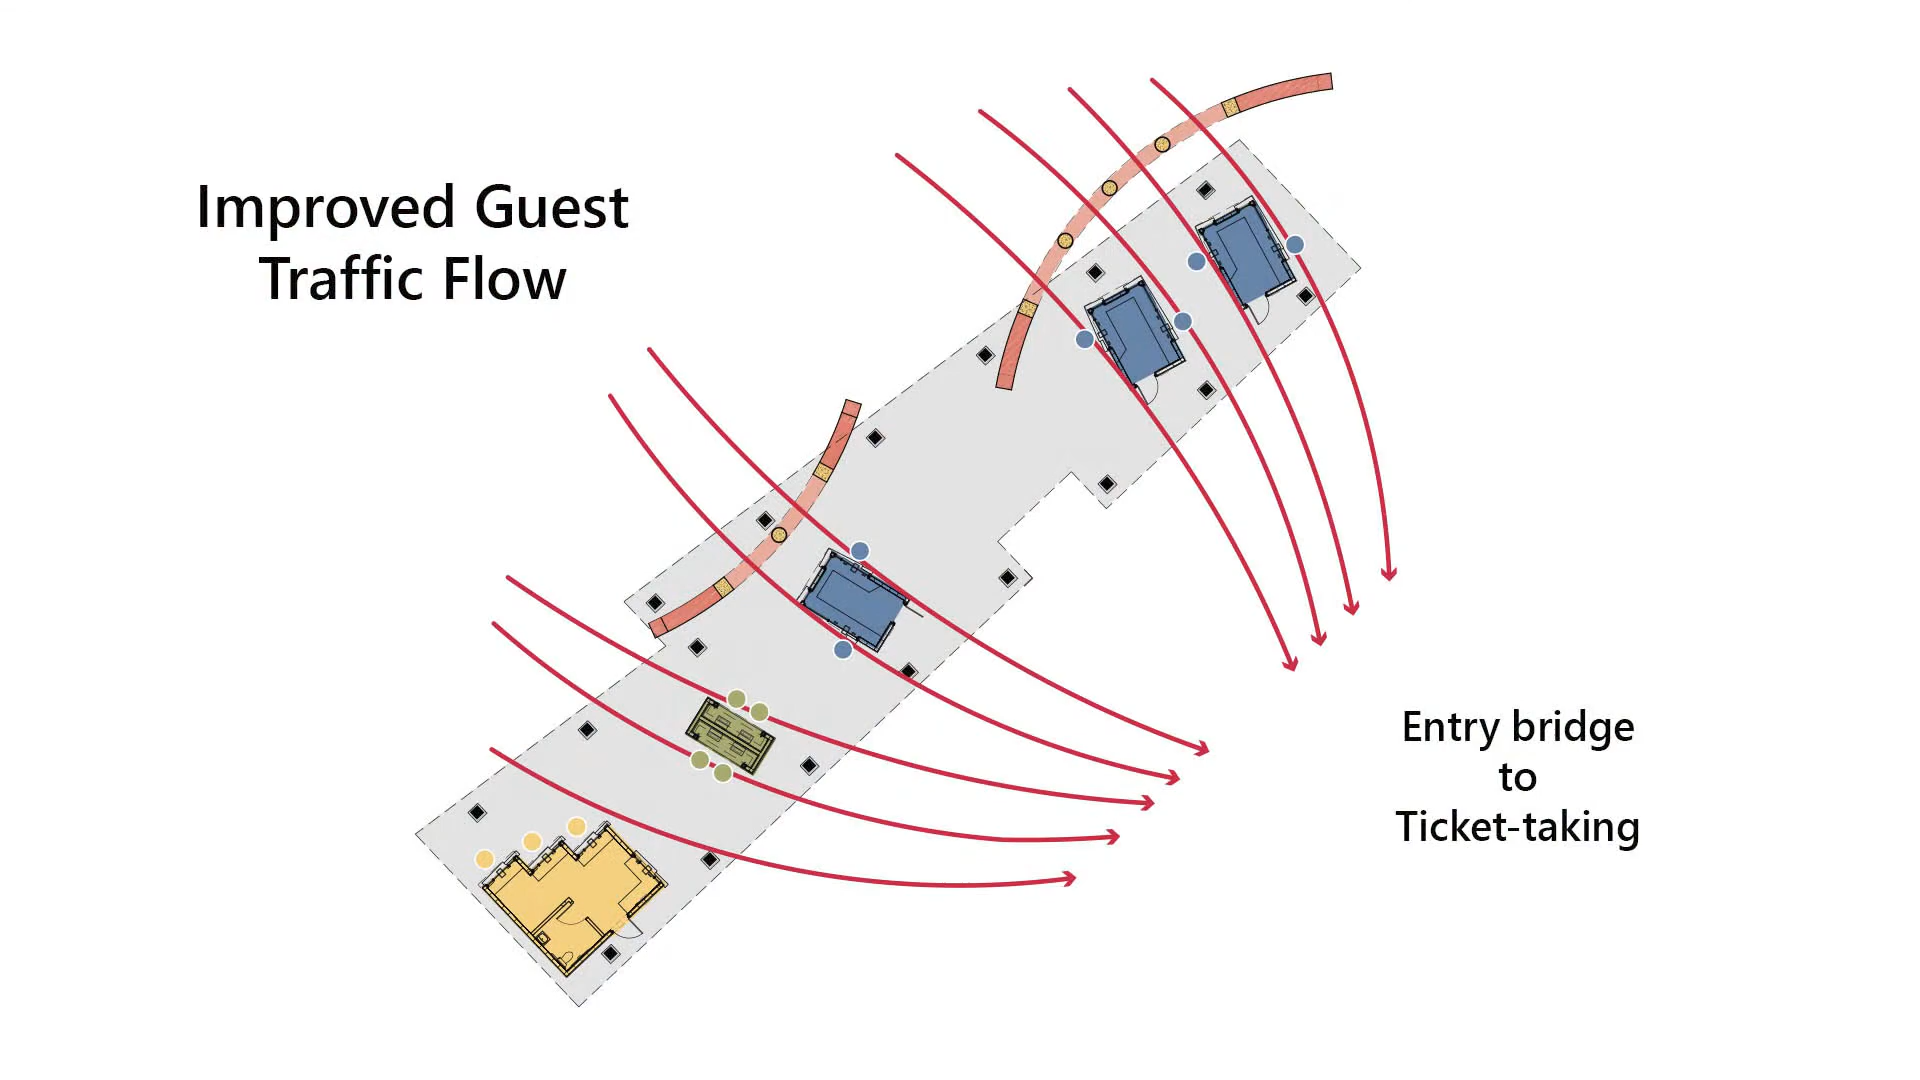 Improved Guest
Traffic Flow
Entry bridge
to
Ticket-taking